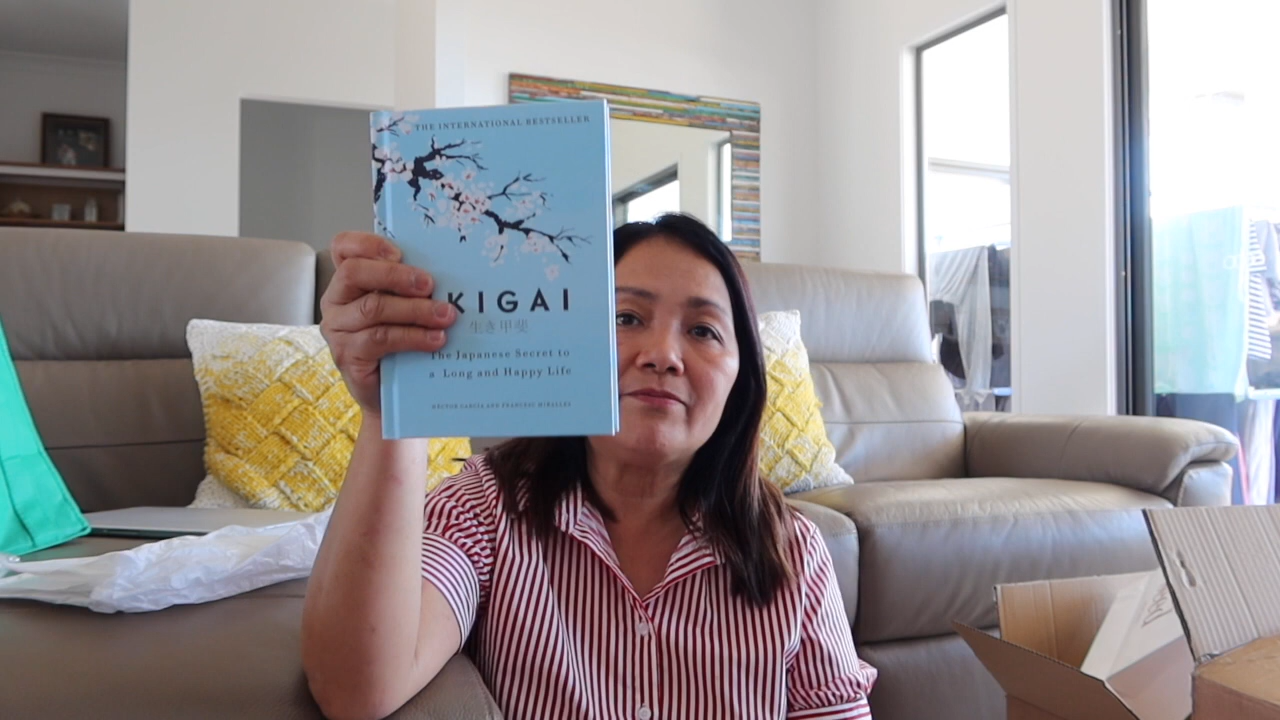 THE INTERNATIONAL BESTSELLER
KIGAI
生き甲斐
The Japanese Secret to
a Long and Happy Life
HÉCTOR GARCÍA AND FRANCESC MIRALLES